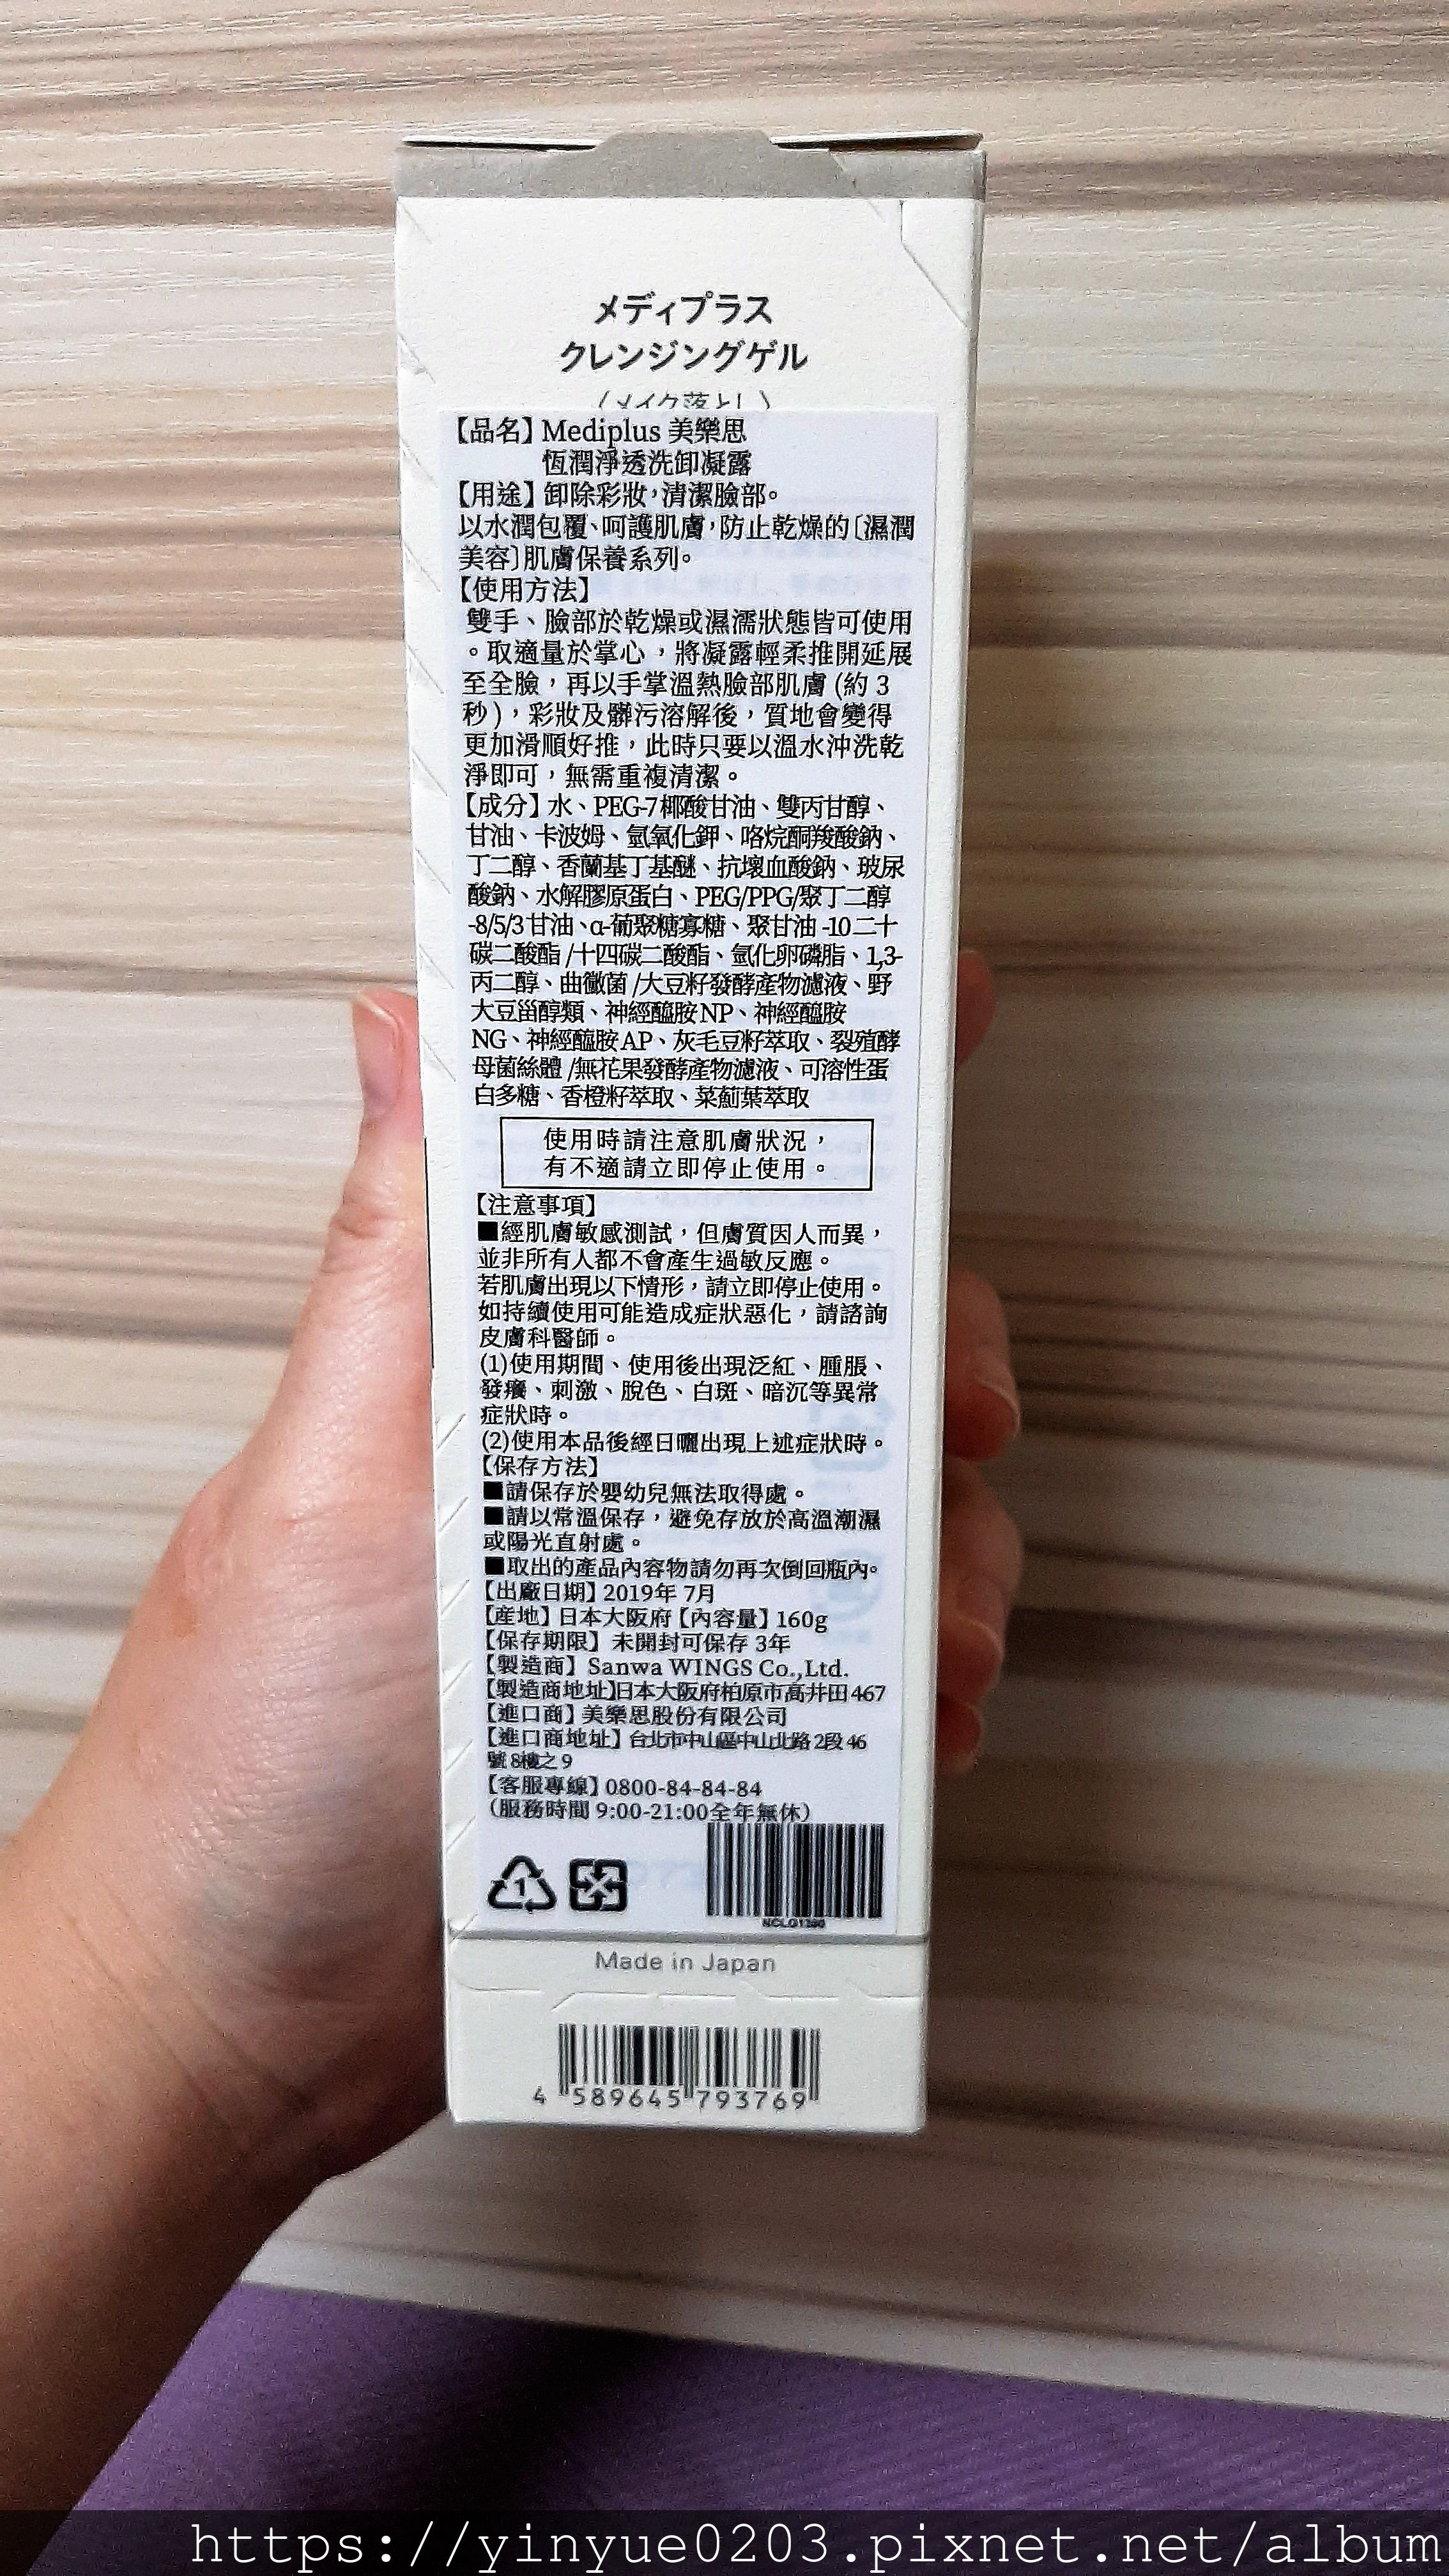 メディプラス
クレンジングゲル
(メイク落とし)
【品名】Mediplus 美樂思
恆潤淨透洗卸凝露
【用途】卸除彩妝,清潔臉部。
以水潤包覆、呵護肌膚,防止乾燥的〔濕潤
美容〕肌膚保養系列。
【使用方法】
雙手、臉部於乾燥或濕濡狀態皆可使用
。取適量於掌心,將凝露輕柔推開延展
至全臉,再以手掌溫熱臉部肌膚(約 3
秒),彩妝及髒污溶解後,質地會變得
更加滑順好推,此時只要以溫水沖洗乾
淨即可,無需重複清潔。
【成分】水、PEG-7椰酸甘油、雙丙甘醇、
甘油、卡波姆、氫氧化鉀、咯烷酮羧酸鈉、
丁二醇、香蘭基丁基醚、抗壞血酸鈉、玻尿
酸鈉、水解膠原蛋白、PEG/PPG/聚丁二醇
-8/5/3甘油、α-葡聚糖寡糖、聚甘油-10二十
碳二酸酯/十四碳二酸酯、氫化卵磷脂、1,3-
丙二醇、曲黴菌/大豆籽發酵產物濾液、野
大豆甾醇類、神經醯胺NP、神經醯胺
NG、神經醯胺AP、灰毛豆籽萃取、裂殖酵
母菌絲體/無花果發酵產物濾液、可溶性蛋
白多糖、香橙籽萃取、菜薊葉萃取
使用時請注意肌膚狀況,
有不適請立即停止使用。
【注意事項】
■經肌膚敏感測試,但膚質因人而異,
並非所有人都不會產生過敏反應。
若肌膚出現以下情形,請立即停止使用。
如持續使用可能造成症狀惡化,請諮詢
皮膚科醫師。
(1)使用期間、使用後出現泛紅、腫脹、
發癢、刺激、脫色、白斑、暗沉等異常
症狀時。
(2)使用本品後經日曬出現上述症狀時。
【保存方法】
■請保存於嬰幼兒無法取得處。
■請以常溫保存,避免存放於高溫潮濕
或陽光直射處。
■取出的產品內容物請勿再次倒回瓶內。
【出廠日期】2019年 7月
【產地】日本大阪府【內容量】160g
【保存期限】未開封可保存 3年
【製造商】Sanwa WINGS Co.,Ltd.
【製造商地址】日本大阪府柏原市高井田467
【進口商】美樂思股份有限公司
【進口商地址】台北市中山區中山北路2段46
號8樓之9
【客服專線】0800-84-84-84
(服務時間 9:00-21:00全年無休)
1
NCLG1260
Made in Japan
4 589645 793769
https://yinyue0203.pixnet.net/album